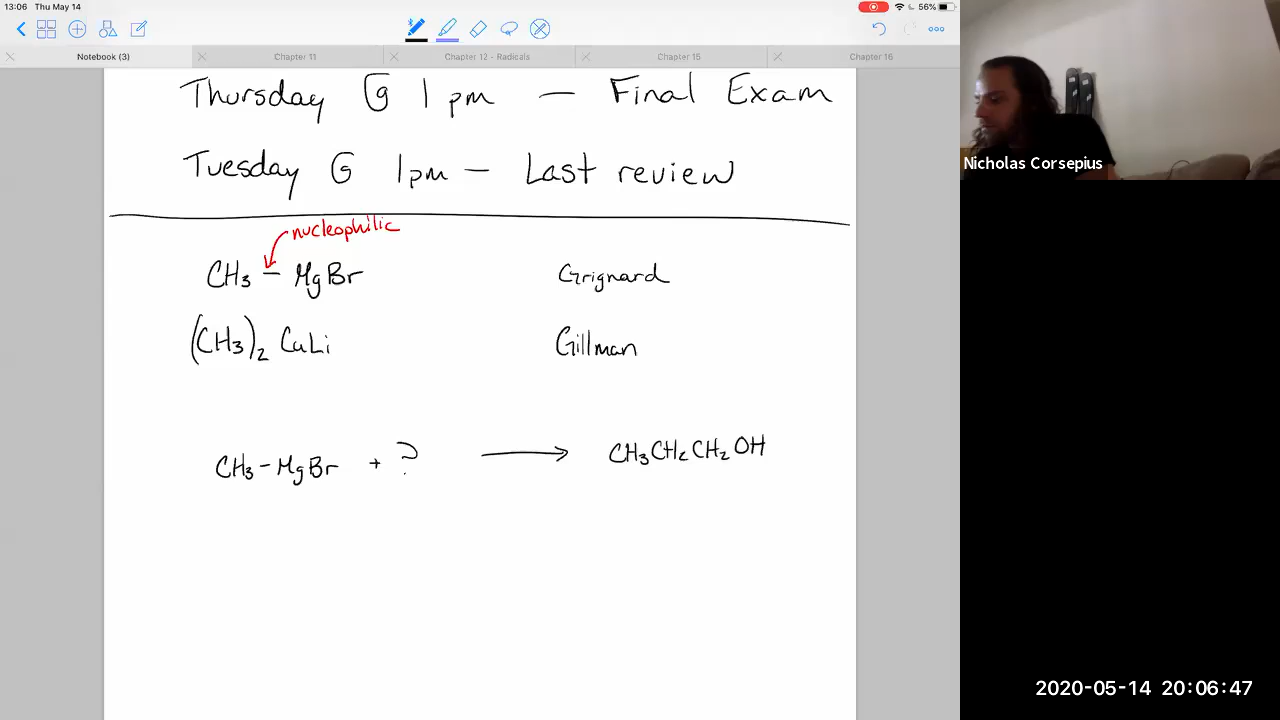 13:06 Thu May 14
56%
Notebook (3)
Chapter 11
Chapter 12 - Radicals
Chapter 15
Chapter 16
Thursday @ 1 pm — Final Exam
Tuesday @ 1pm — Last review
nucleophilic
CH3 — MgBr Grignard
(CH3)2 CuLi Gillman
CH3-MgBr + ? → CH3CH2CH2OH
Nicholas Corsepius
2020-05-14 20:06:47